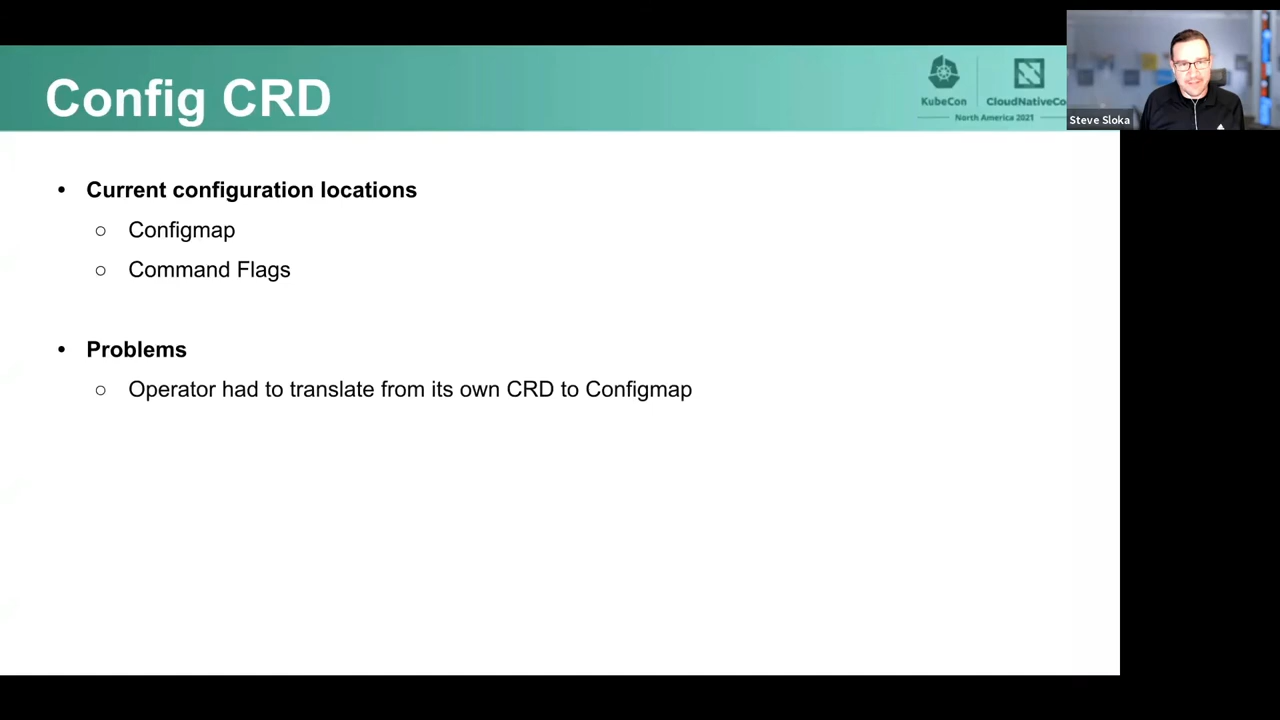 Config CRD
KubeCon
CloudNativeCo
North America 2021
Steve Sloka
• Current configuration locations
○ Configmap
○ Command Flags
• Problems
○ Operator had to translate from its own CRD to Configmap